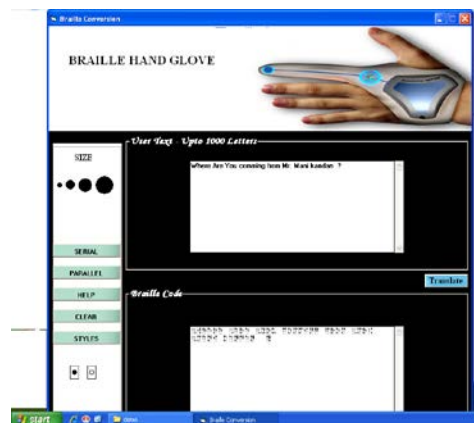 Braille Conversion
BRAILLE HAND GLOVE
User Text - Upto 1000 Letters
SIZE
Where Are You comming from Mr. Mani kandan ?
SERIAL
PARALLEL
HELP
CLEAR
STYLES
Translate
Braille Code
start
demo
Braille Conversion